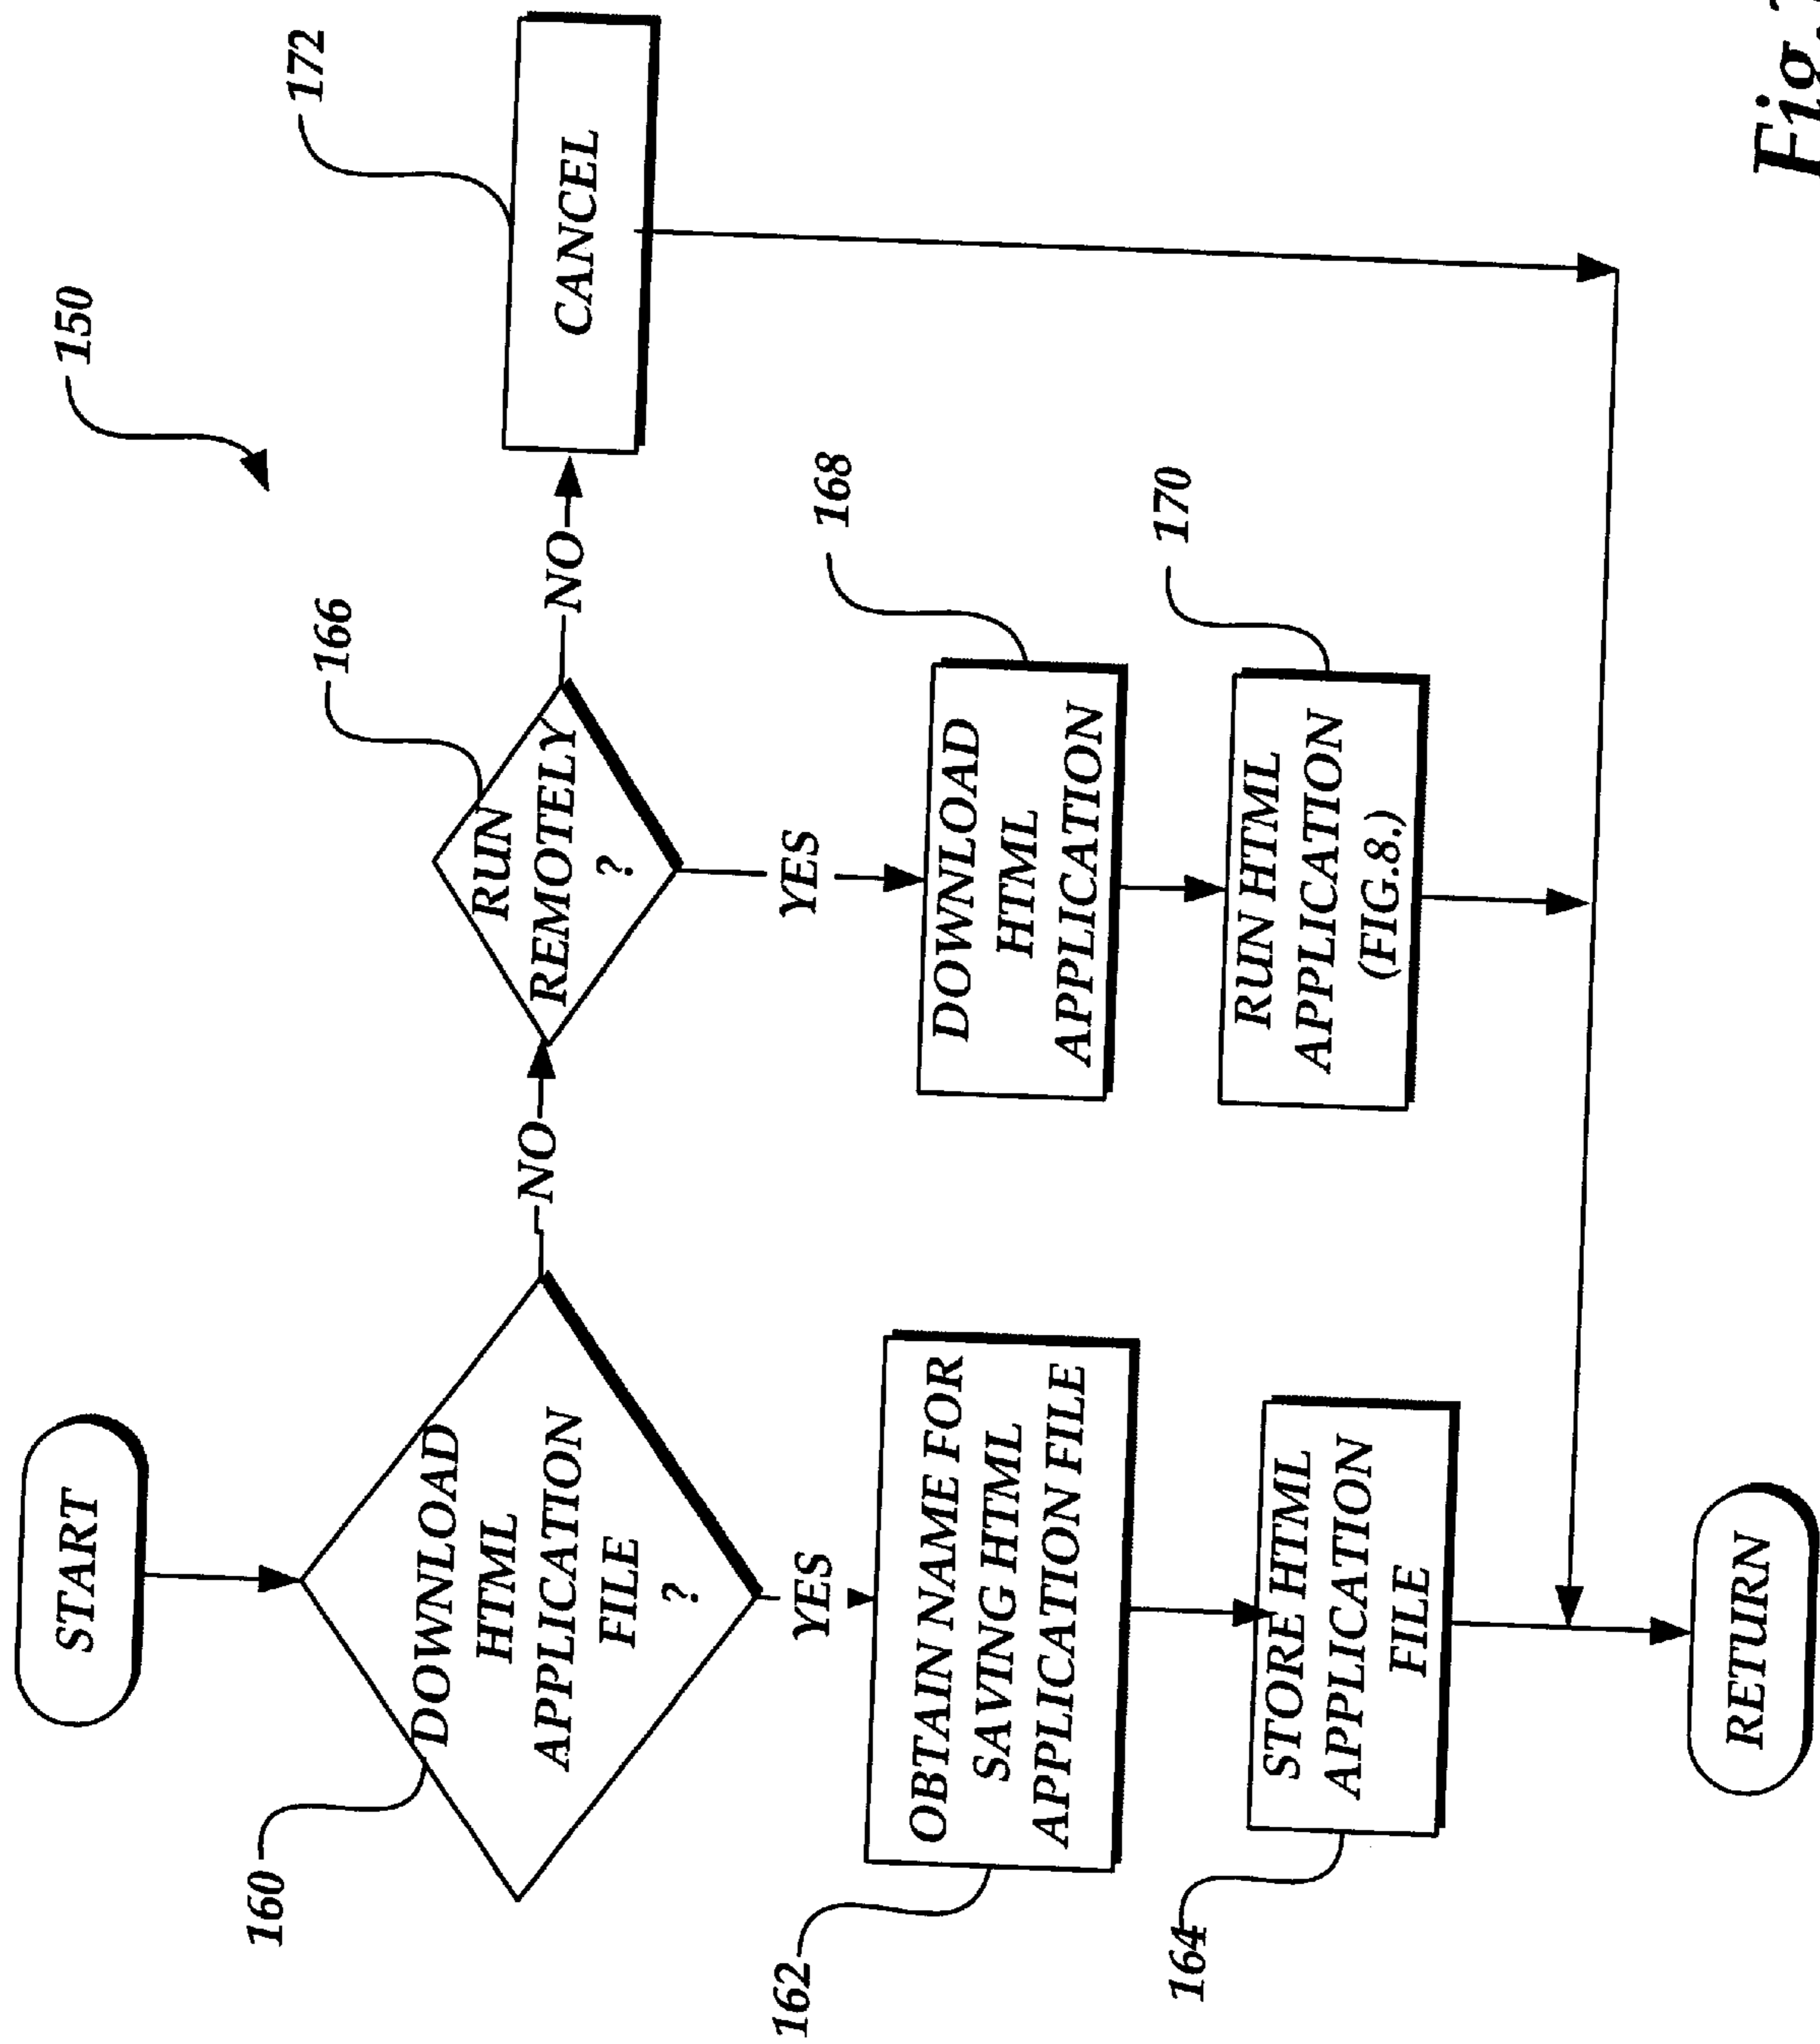 150
START
160
DOWNLOAD
HTML
APPLICATION
FILE
?
NO
166
RUN
REMOTELY
?
NO
172
CANCEL
YES
162
OBTAIN NAME FOR
SAVING HTML
APPLICATION FILE
YES
168
DOWNLOAD
HTML
APPLICATION
164
STORE HTML
APPLICATION
FILE
170
RUN HTML
APPLICATION
(FIG.8.)
RETURN